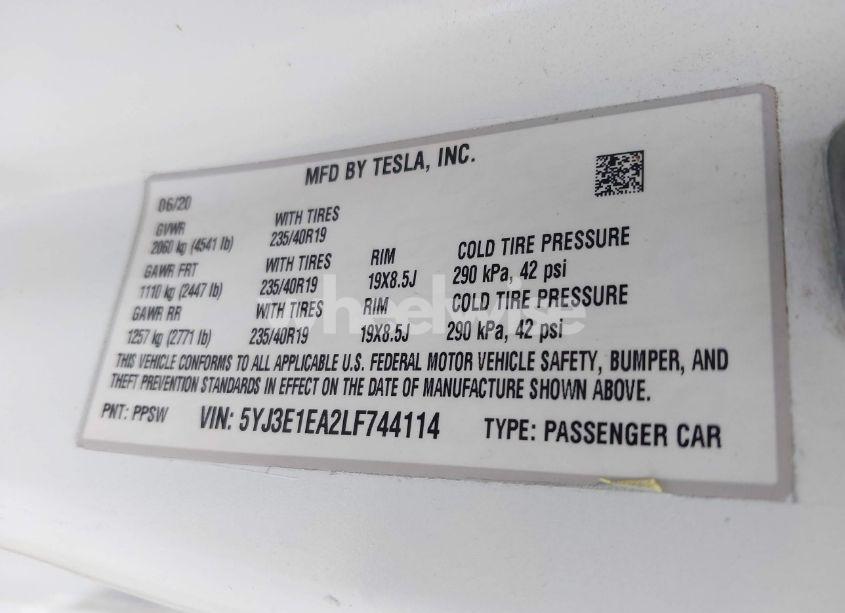 MFD BY TESLA, INC.
06/20
GVWR WITH TIRES
2060 kg (4541 lb) 235/40R19
GAWR FRT WITH TIRES RIM COLD TIRE PRESSURE
1110 kg (2447 lb) 235/40R19 19X8.5J 290 kPa, 42 psi
GAWR RR WITH TIRES RIM COLD TIRE PRESSURE
1257 kg (2771 lb) 235/40R19 19X8.5J 290 kPa, 42 psi
THIS VEHICLE CONFORMS TO ALL APPLICABLE U.S. FEDERAL MOTOR VEHICLE SAFETY, BUMPER, AND
THEFT PREVENTION STANDARDS IN EFFECT ON THE DATE OF MANUFACTURE SHOWN ABOVE.
PNT: PPSW VIN: 5YJ3E1EA2LF744114 TYPE: PASSENGER CAR
wheelwise